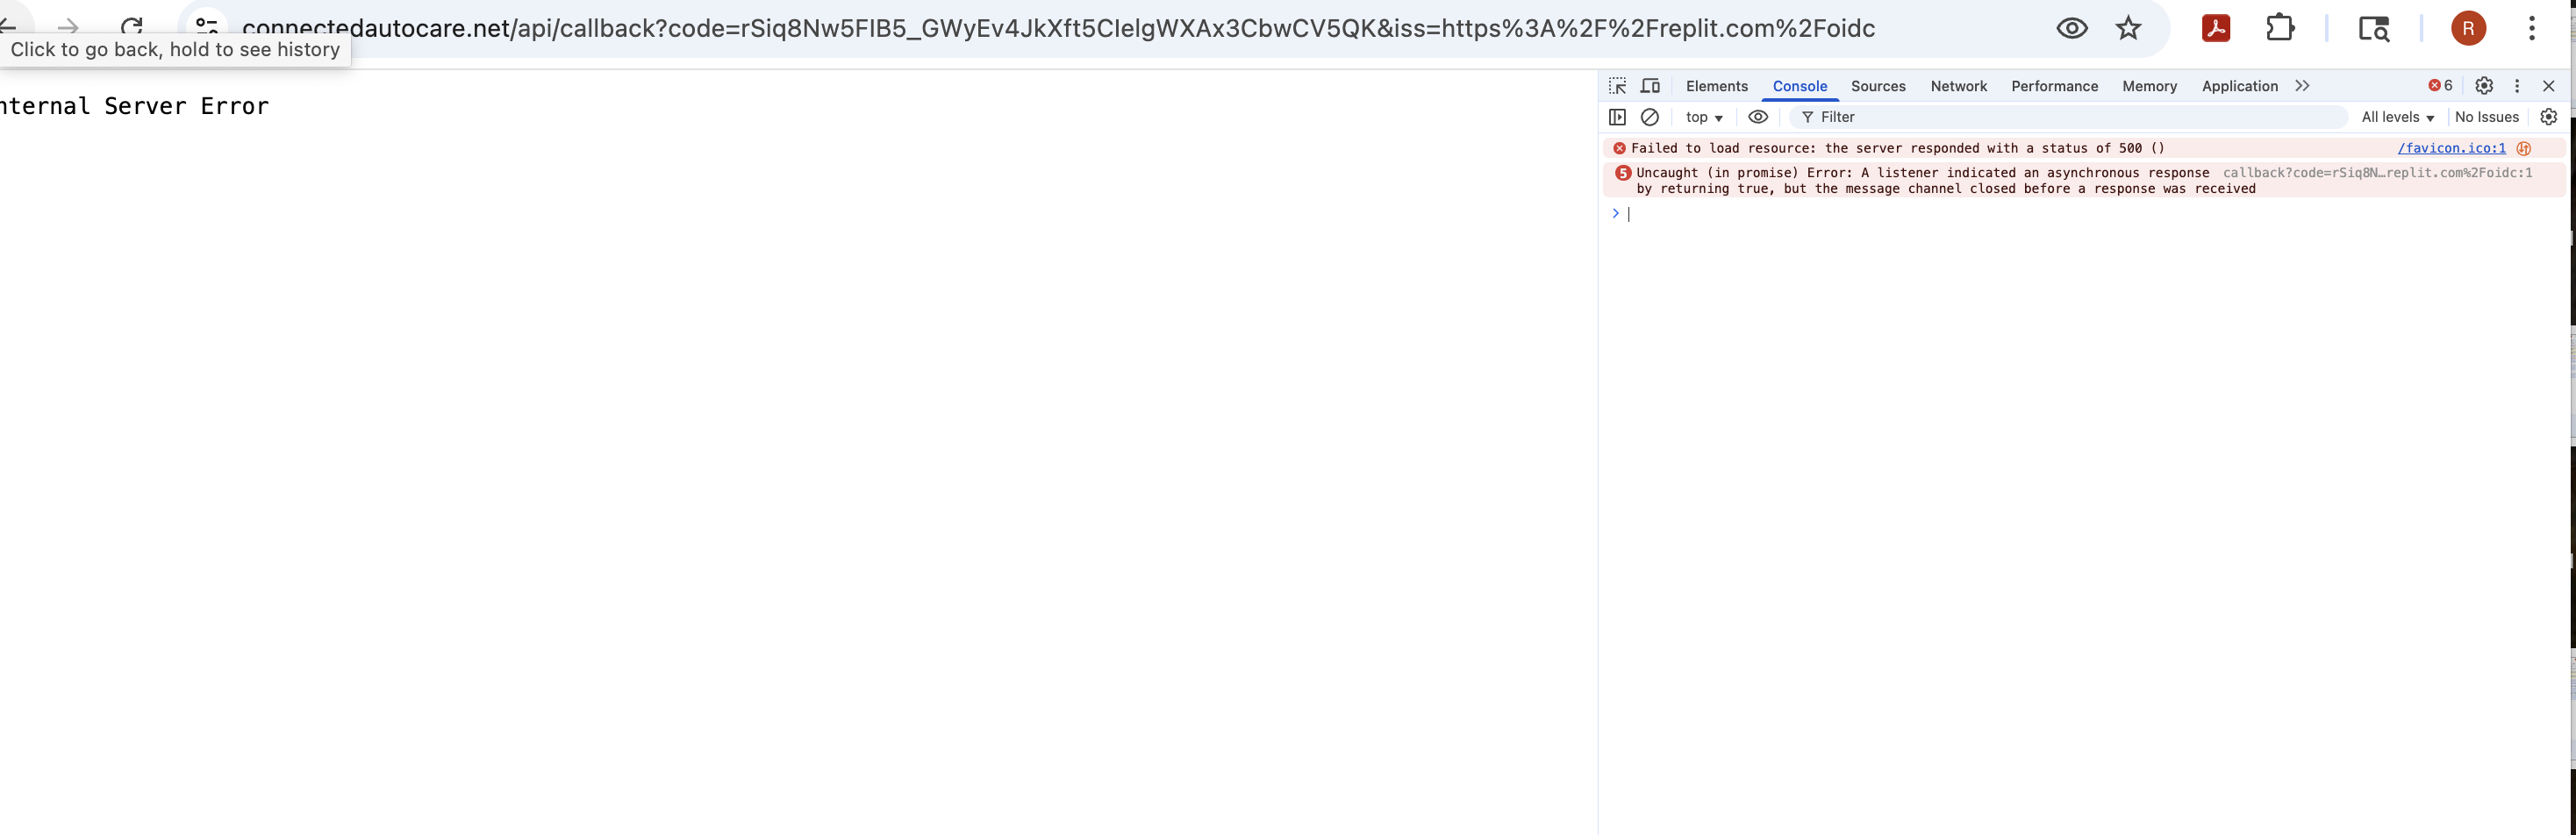 connectedautocare.net/api/callback?code=rSiq8Nw5FIB5_GWyEv4JkXft5CIelgWXAx3CbwCV5QK&iss=https%3A%2F%2Freplit.com%2Foidc
R
Click to go back, hold to see history
nternal Server Error
Elements Console Sources Network Performance Memory Application 6
top Filter All levels No Issues
Failed to load resource: the server responded with a status of 500 () /favicon.ico:1
5 Uncaught (in promise) Error: A listener indicated an asynchronous response callback?code=rSiq8N…replit.com%2Foidc:1
by returning true, but the message channel closed before a response was received